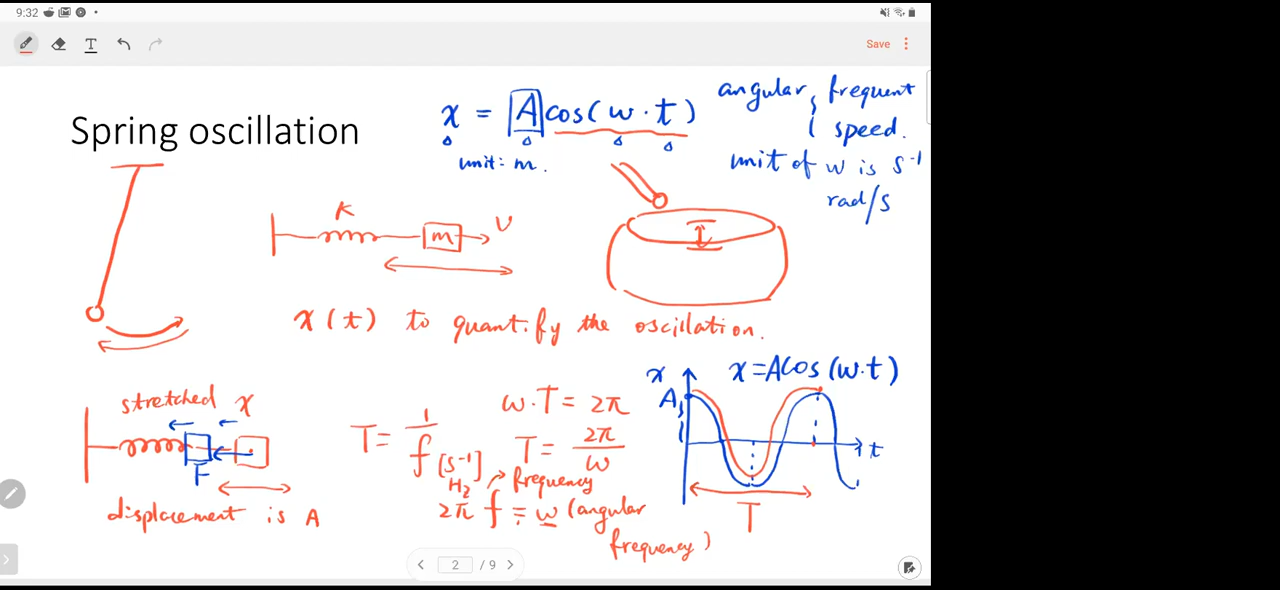 9:32
T
Save
x = A cos(w · t)
angular, frequent
speed.
Spring oscillation
unit: m.
unit of w is s⁻¹
rad/s
K
m
v
x(t) to quantify the oscillation.
x
x=Acos(w.t)
A
t
T
stretched x
F
displacement is A
w·T = 2π
T = 1/f [s⁻¹]
Hz
T = 2π/w
frequency
2π f = w (angular
frequency)
2 / 9